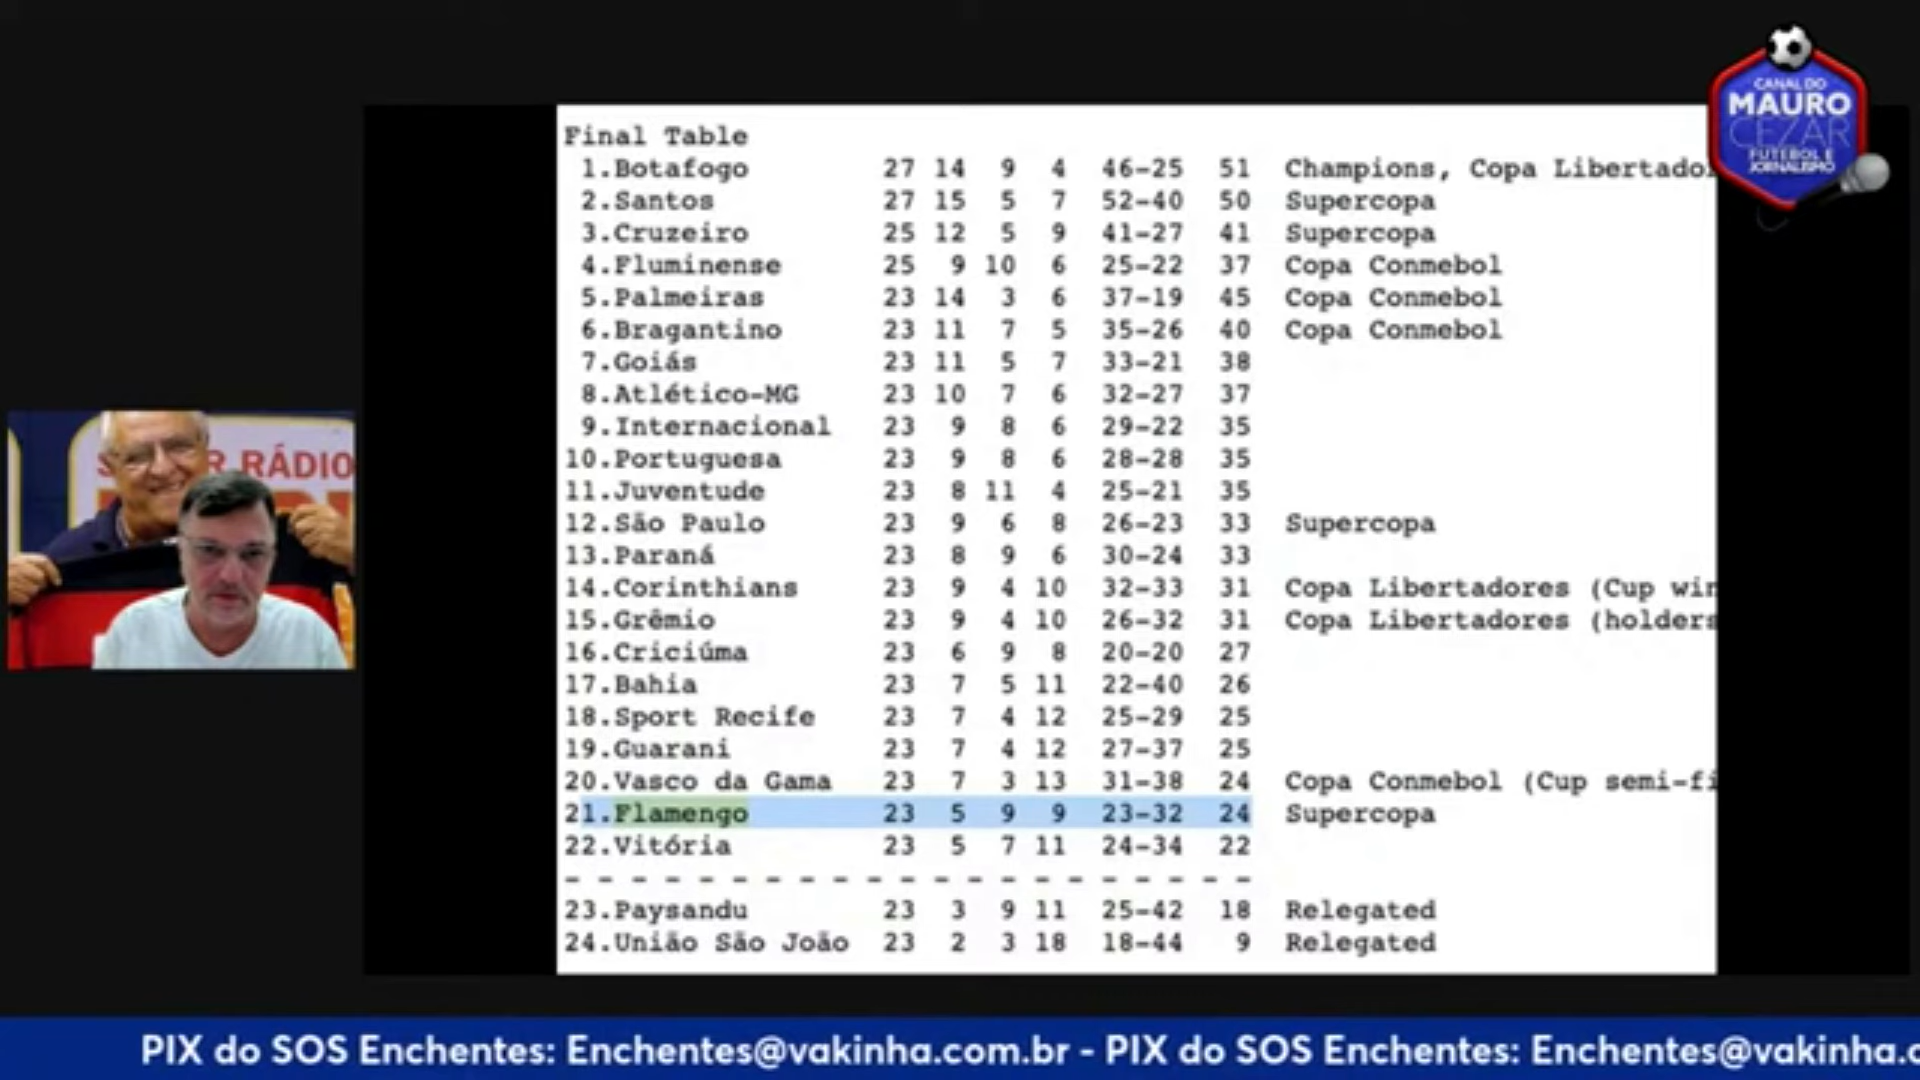 CANAL DO
MAURO
CEZAR
FUTEBOL E
JORNALISMO
Final Table
1.Botafogo 27 14 9 4 46-25 51 Champions, Copa Libertador
2.Santos 27 15 5 7 52-40 50 Supercopa
3.Cruzeiro 25 12 5 9 41-27 41 Supercopa
4.Fluminense 25 9 10 6 25-22 37 Copa Conmebol
5.Palmeiras 23 14 3 6 37-19 45 Copa Conmebol
6.Bragantino 23 11 7 5 35-26 40 Copa Conmebol
7.Goiás 23 11 5 7 33-21 38
8.Atlético-MG 23 10 7 6 32-27 37
9.Internacional 23 9 8 6 29-22 35
10.Portuguesa 23 9 8 6 28-28 35
11.Juventude 23 8 11 4 25-21 35
12.São Paulo 23 9 6 8 26-23 33 Supercopa
13.Paraná 23 8 9 6 30-24 33
14.Corinthians 23 9 4 10 32-33 31 Copa Libertadores (Cup win
15.Grêmio 23 9 4 10 26-32 31 Copa Libertadores (holders
16.Criciúma 23 6 9 8 20-20 27
17.Bahia 23 7 5 11 22-40 26
18.Sport Recife 23 7 4 12 25-29 25
19.Guarani 23 7 4 12 27-37 25
20.Vasco da Gama 23 7 3 13 31-38 24 Copa Conmebol (Cup semi-fi
21.Flamengo 23 5 9 9 23-32 24 Supercopa
22.Vitória 23 5 7 11 24-34 22
- - - - - - - - - - - - - - - - - - - - -
23.Paysandu 23 3 9 11 25-42 18 Relegated
24.União São João 23 2 3 18 18-44 9 Relegated
R RÁDIO
PIX do SOS Enchentes: Enchentes@vakinha.com.br - PIX do SOS Enchentes: Enchentes@vakinha.c